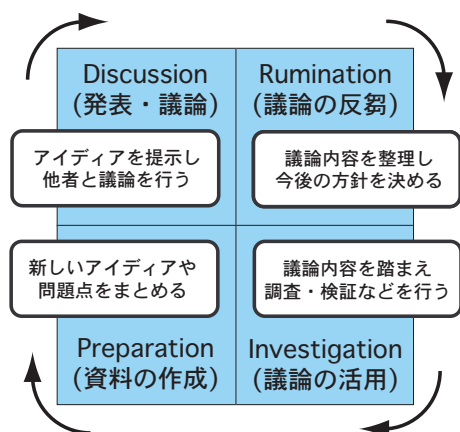 Discussion
(発表・議論)
アイディアを提示し
他者と議論を行う
Rumination
(議論の反芻)
議論内容を整理し
今後の方針を決める
新しいアイディアや
問題点をまとめる
Preparation
(資料の作成)
議論内容を踏まえ
調査・検証などを行う
Investigation
(議論の活用)